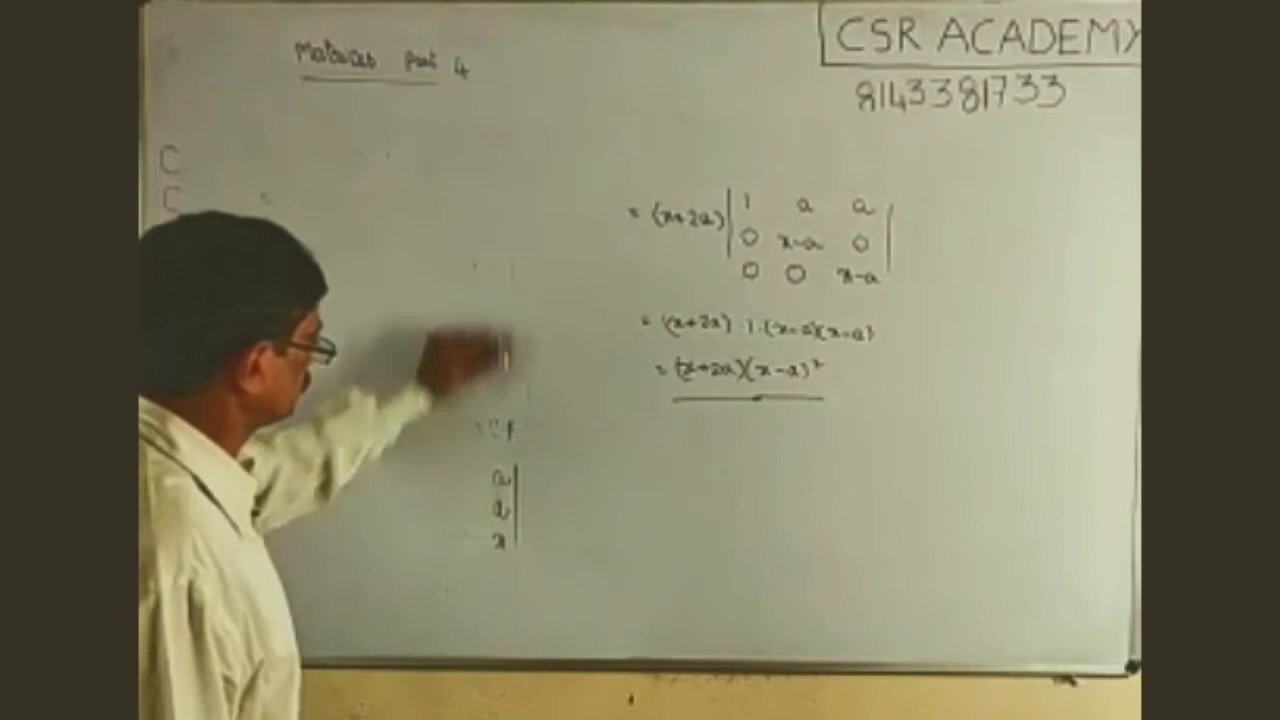 Matrices part 4
CSR ACADEMY
8143381733
C
C
= (x+2a) | 1 a a |
0 x-a 0
0 0 x-a
= (x+2a) · 1 · (x-a)(x-a)
= (x+2a)(x-a)²
a
a
x